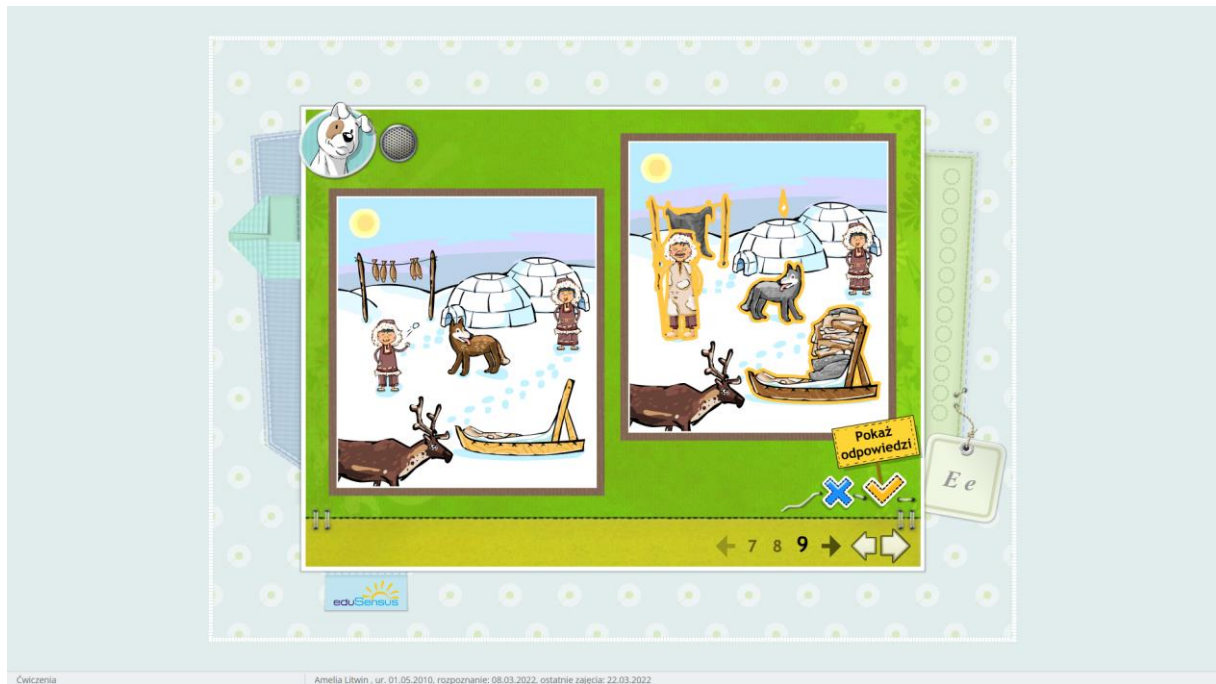 Pokaż
odpowiedzi
E e
7 8 9
eduSensus
Ćwiczenia
Amelia Litwin , ur. 01.05.2010, rozpoznanie: 08.03.2022, ostatnie zajęcia: 22.03.2022